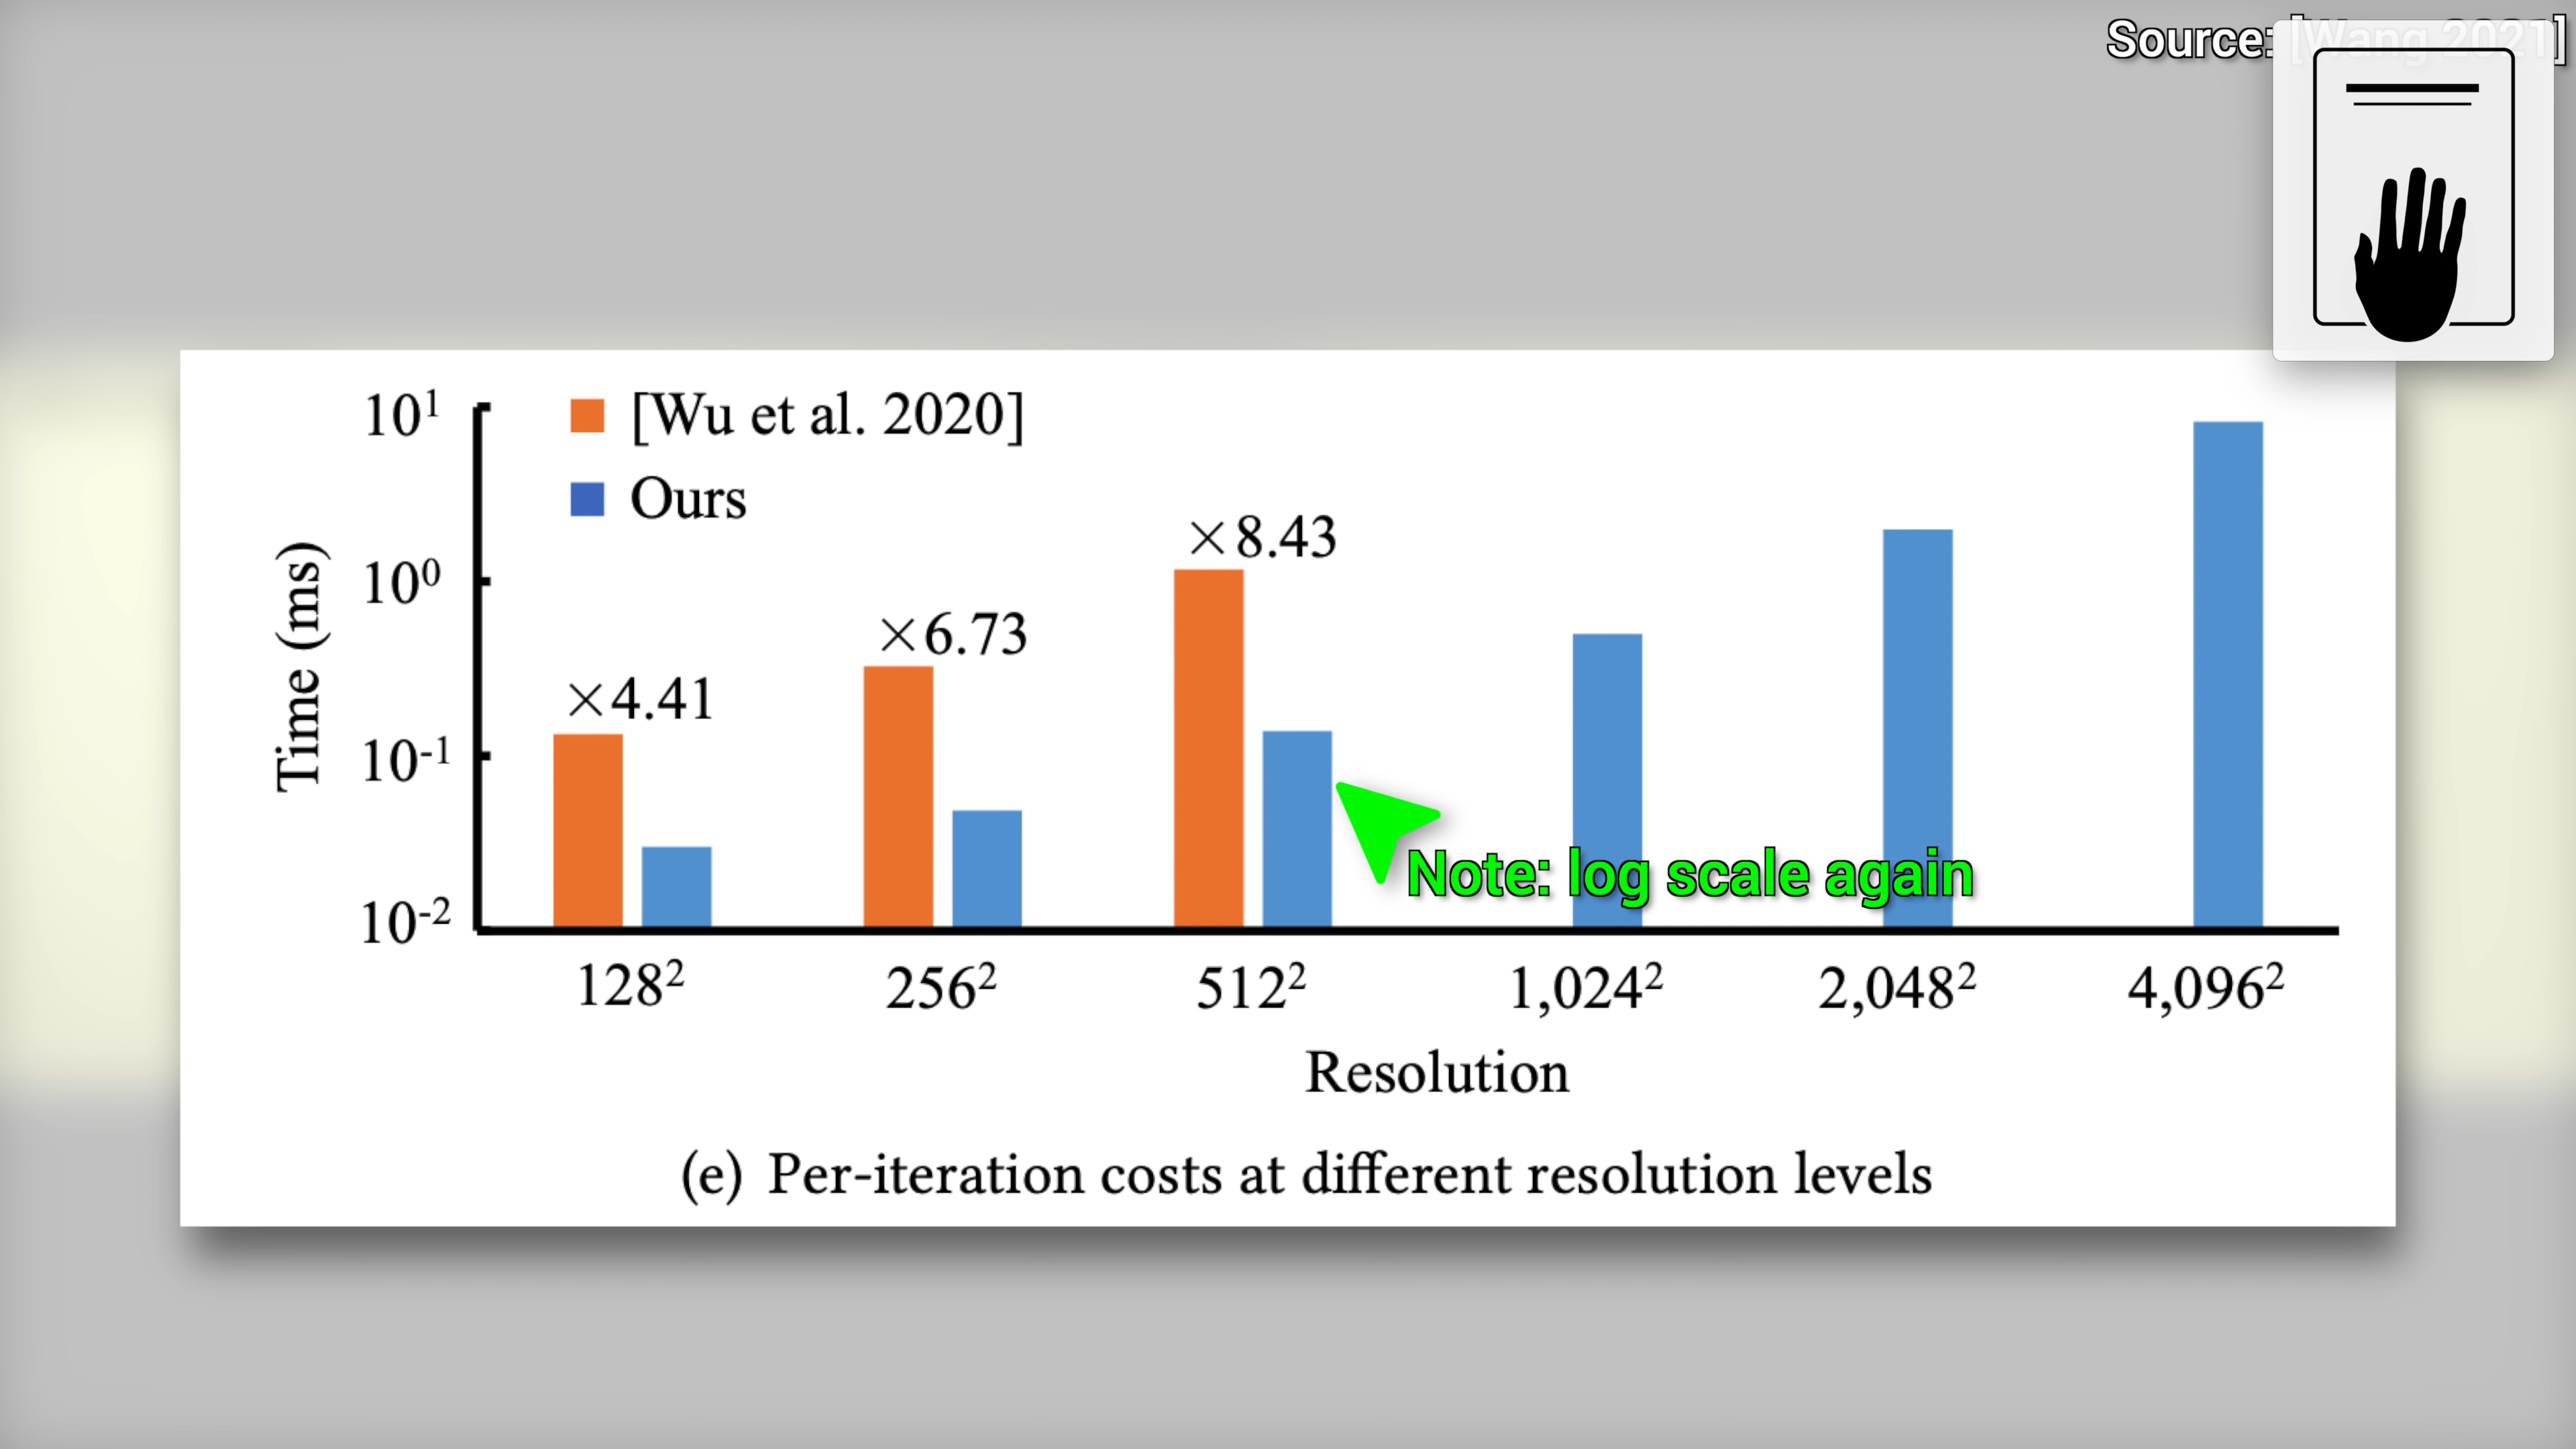 Source: [Wang 2021]
10¹
[Wu et al. 2020]
Ours
×8.43
10⁰
×6.73
×4.41
Time (ms)
10⁻¹
Note: log scale again
10⁻²
128² 256² 512² 1,024² 2,048² 4,096²
Resolution
(e) Per-iteration costs at different resolution levels